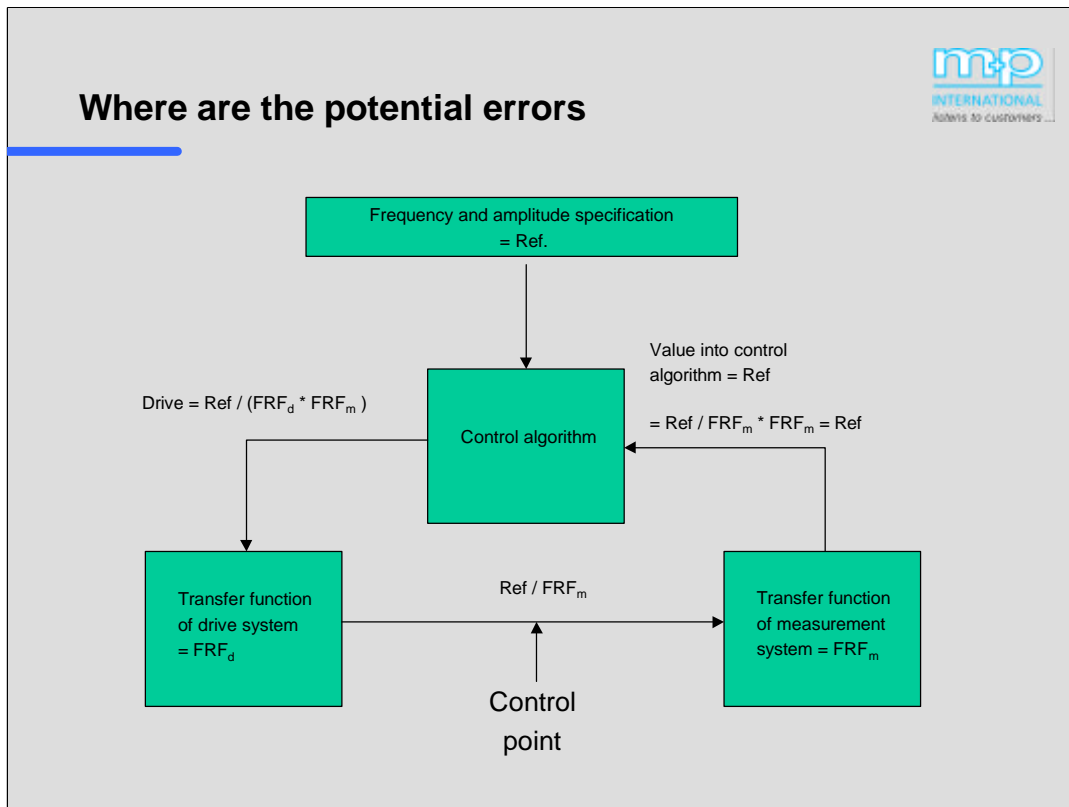 m+p
INTERNATIONAL
listens to customers ...
Where are the potential errors
Frequency and amplitude specification
= Ref.
Value into control
algorithm = Ref
Drive = Ref / (FRFd * FRFm )
= Ref / FRFm * FRFm = Ref
Control algorithm
Ref / FRFm
Transfer function
of drive system
= FRFd
Transfer function
of measurement
system = FRFm
Control
point